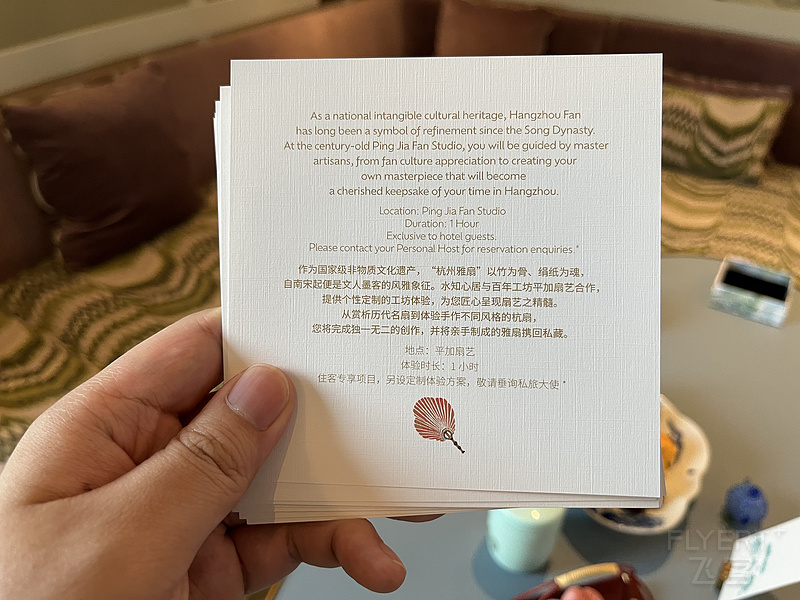 As a national intangible cultural heritage, Hangzhou Fan
has long been a symbol of refinement since the Song Dynasty.
At the century-old Ping Jia Fan Studio, you will be guided by master
artisans, from fan culture appreciation to creating your
own masterpiece that will become
a cherished keepsake of your time in Hangzhou.
Location: Ping Jia Fan Studio
Duration: 1 Hour
Exclusive to hotel guests.
Please contact your Personal Host for reservation enquiries.*
作为国家级非物质文化遗产，“杭州雅扇”以竹为骨、绢纸为魂，
自南宋起便是文人墨客的风雅象征。水知心居与百年工坊平加扇艺合作，
提供个性定制的工坊体验，为您匠心呈现扇艺之精髓。
从赏析历代名扇到体验手作不同风格的杭扇，
您将完成独一无二的创作，并将亲手制成的雅扇携回私藏。
地点：平加扇艺
体验时长：1 小时
住客专享项目，另设定制体验方案，敬请垂询私旅大使 *
FLYERT
飞客